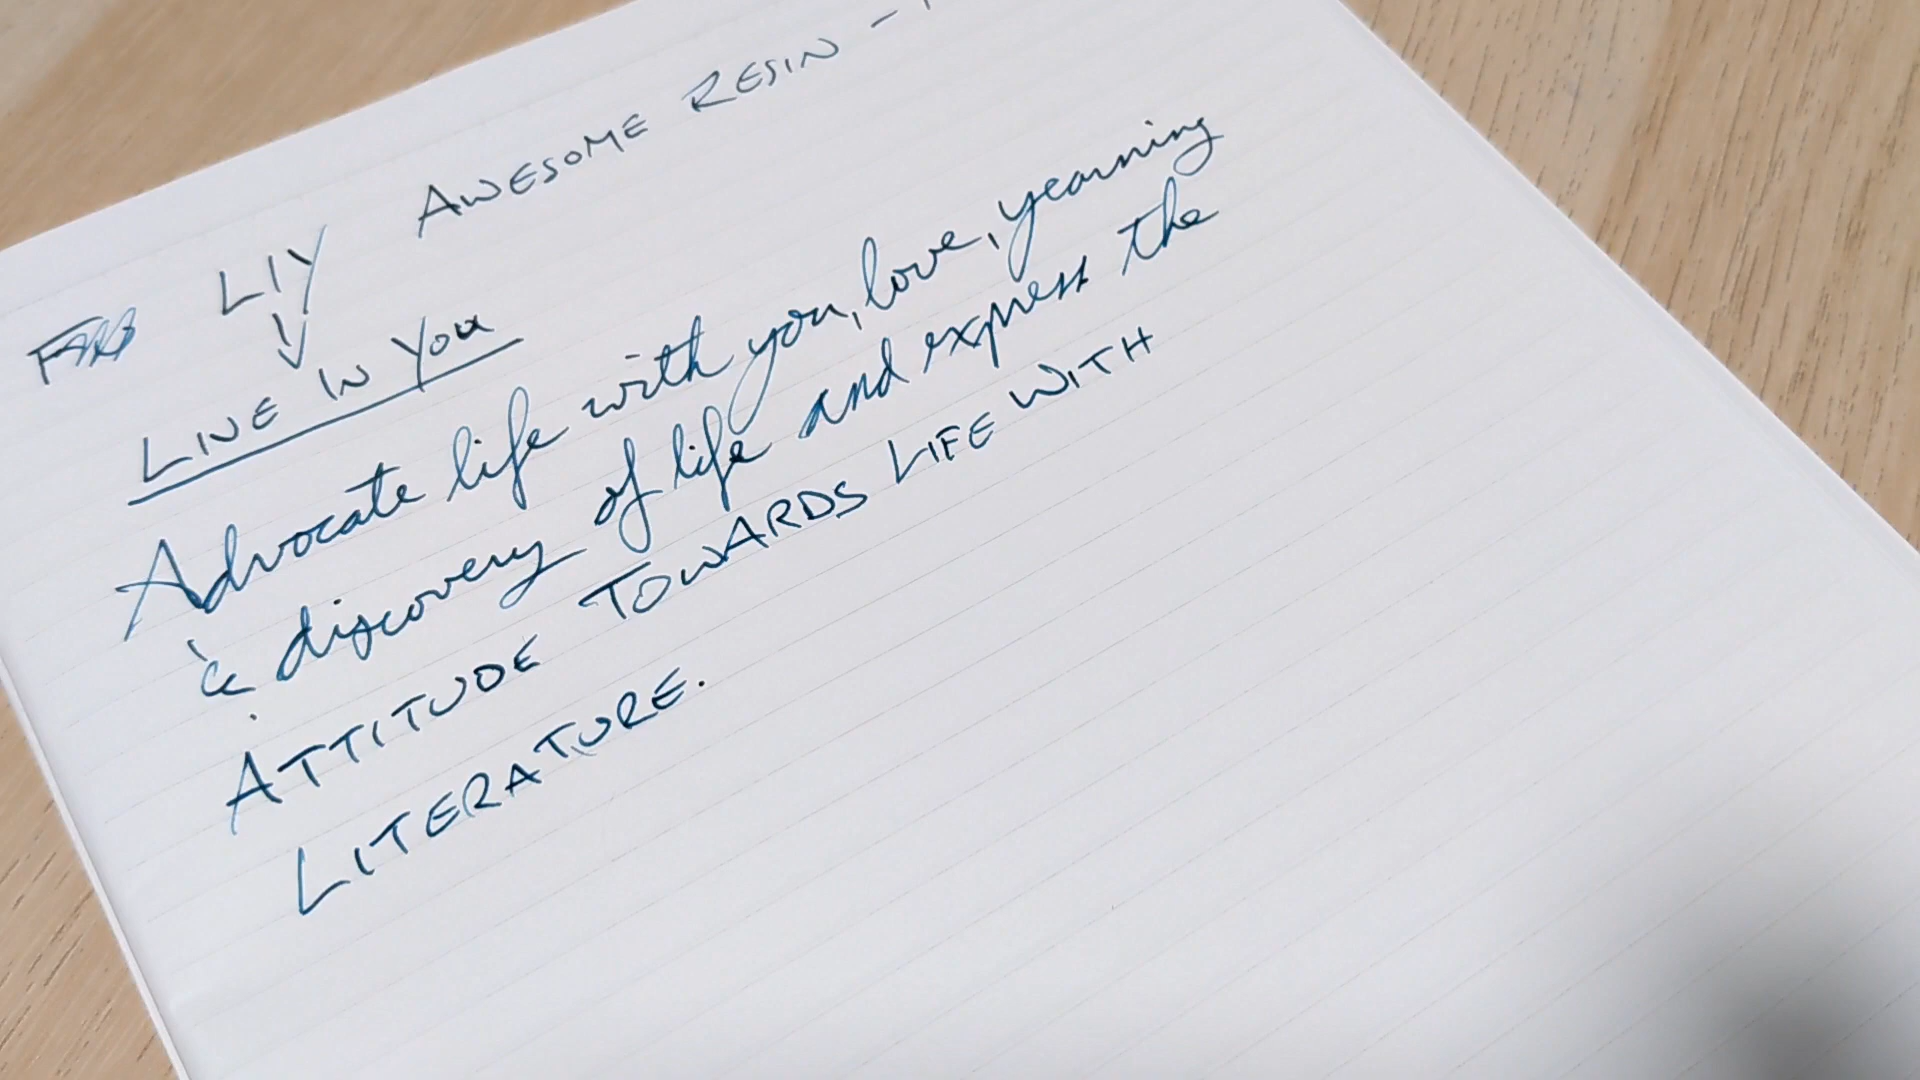 AWESOME RESIN -
LIY
LIVE IN YOU
Advocate life with you, love, yearning
& discovery of life and express the
ATTITUDE TOWARDS LIFE WITH
LITERATURE.